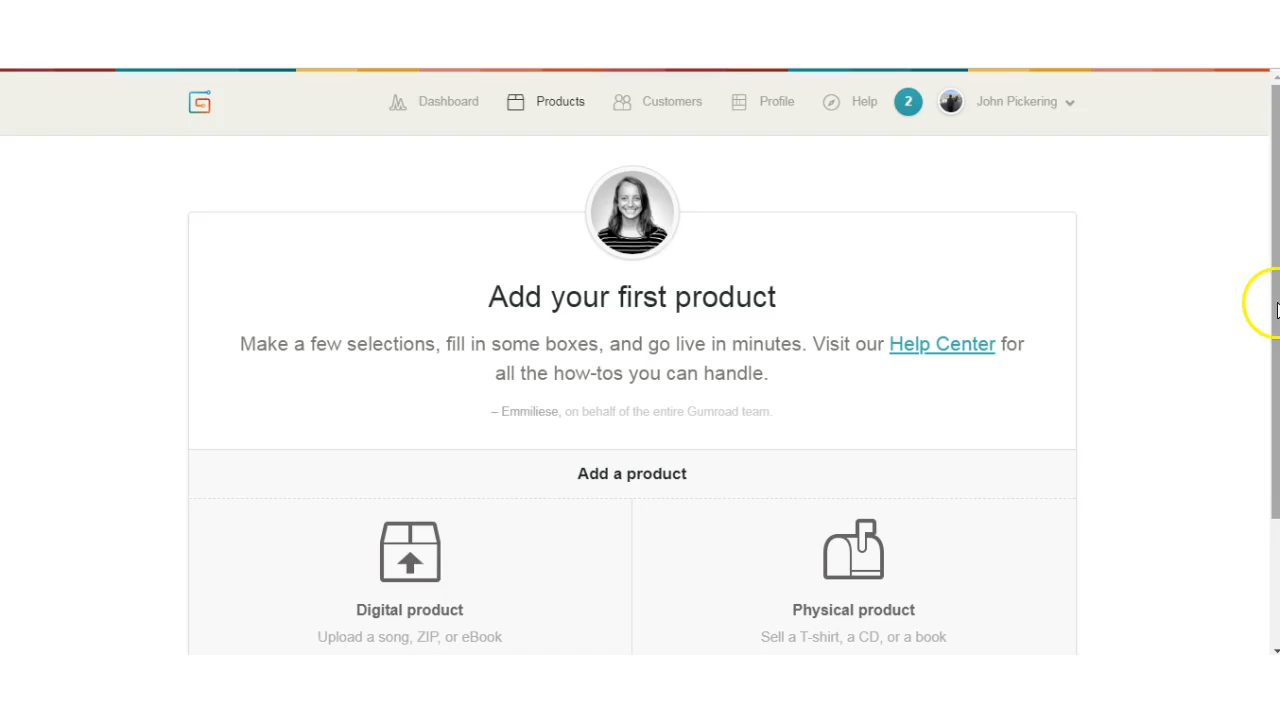 Dashboard Products Customers Profile Help 2 John Pickering
Add your first product
Make a few selections, fill in some boxes, and go live in minutes. Visit our Help Center for
all the how-tos you can handle.
– Emmiliese, on behalf of the entire Gumroad team.
Add a product
Digital product
Upload a song, ZIP, or eBook
Physical product
Sell a T-shirt, a CD, or a book